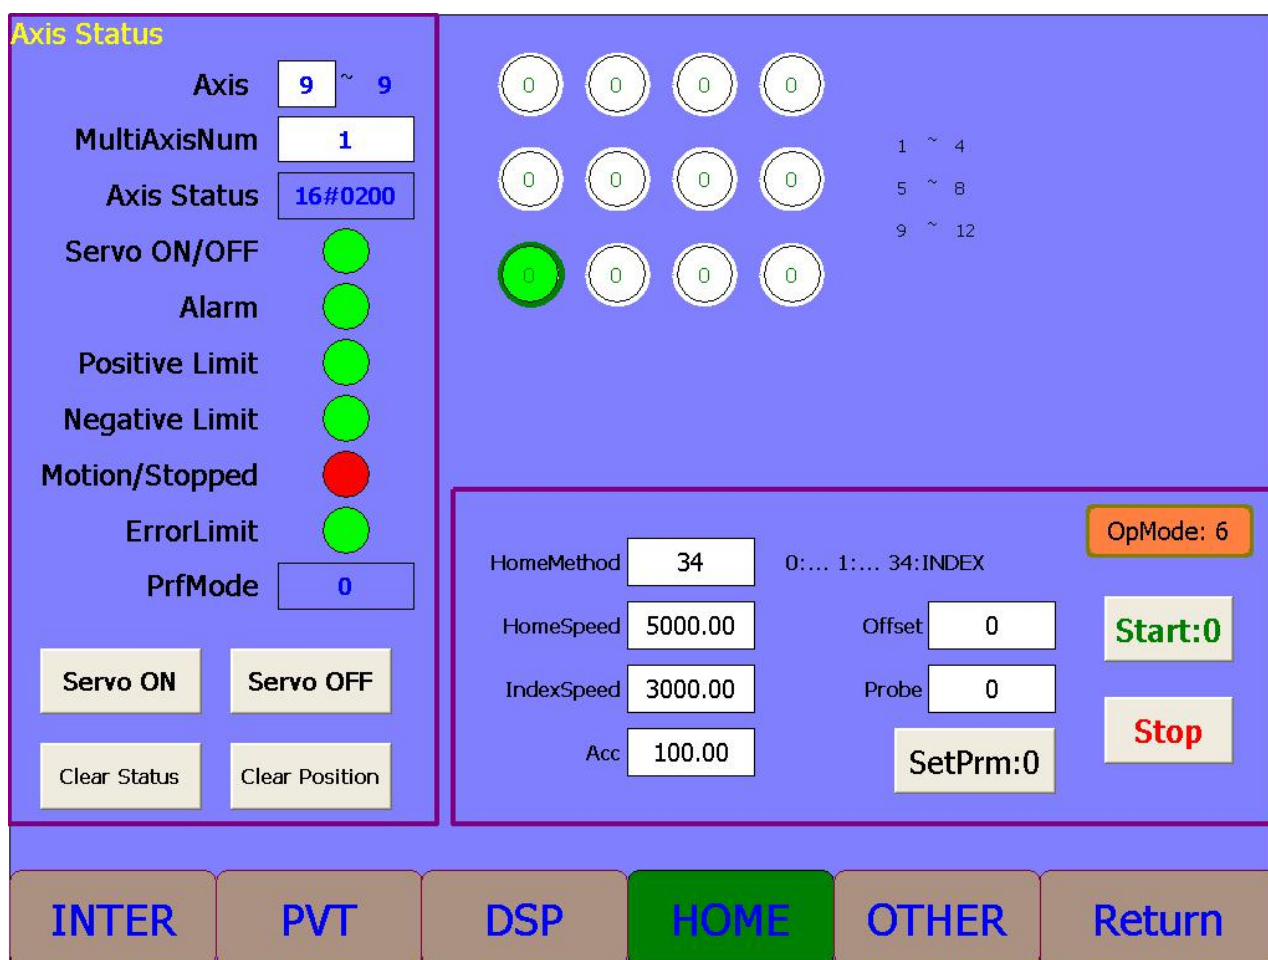 Axis Status
Axis 9 ~ 9
MultiAxisNum 1
Axis Status 16#0200
Servo ON/OFF
Alarm
Positive Limit
Negative Limit
Motion/Stopped
ErrorLimit
PrfMode 0
Servo ON Servo OFF
Clear Status Clear Position
0 0 0 0
0 0 0 0
0 0 0 0
1 ~ 4
5 ~ 8
9 ~ 12
OpMode: 6
HomeMethod 34 0:... 1:... 34:INDEX
HomeSpeed 5000.00 Offset 0 Start:0
IndexSpeed 3000.00 Probe 0
Stop
Acc 100.00 SetPrm:0
INTER PVT DSP HOME OTHER Return